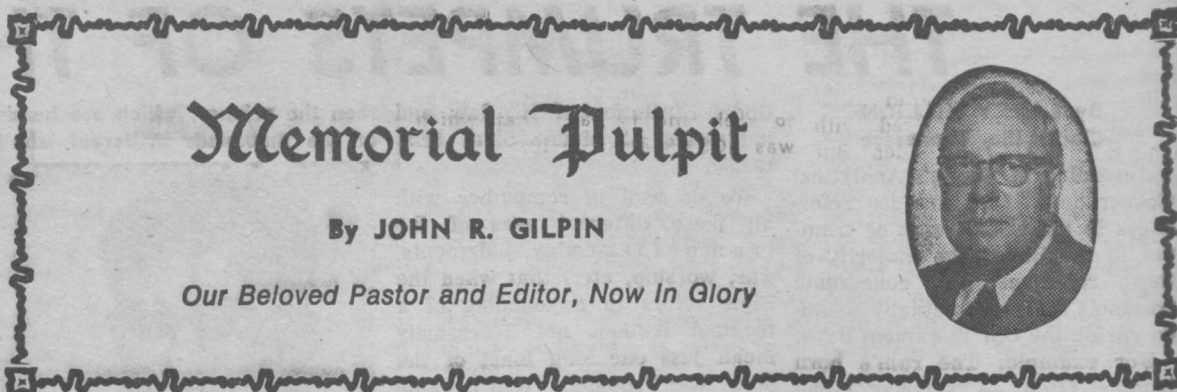 Memorial Pulpit
By JOHN R. GILPIN
Our Beloved Pastor and Editor, Now In Glory